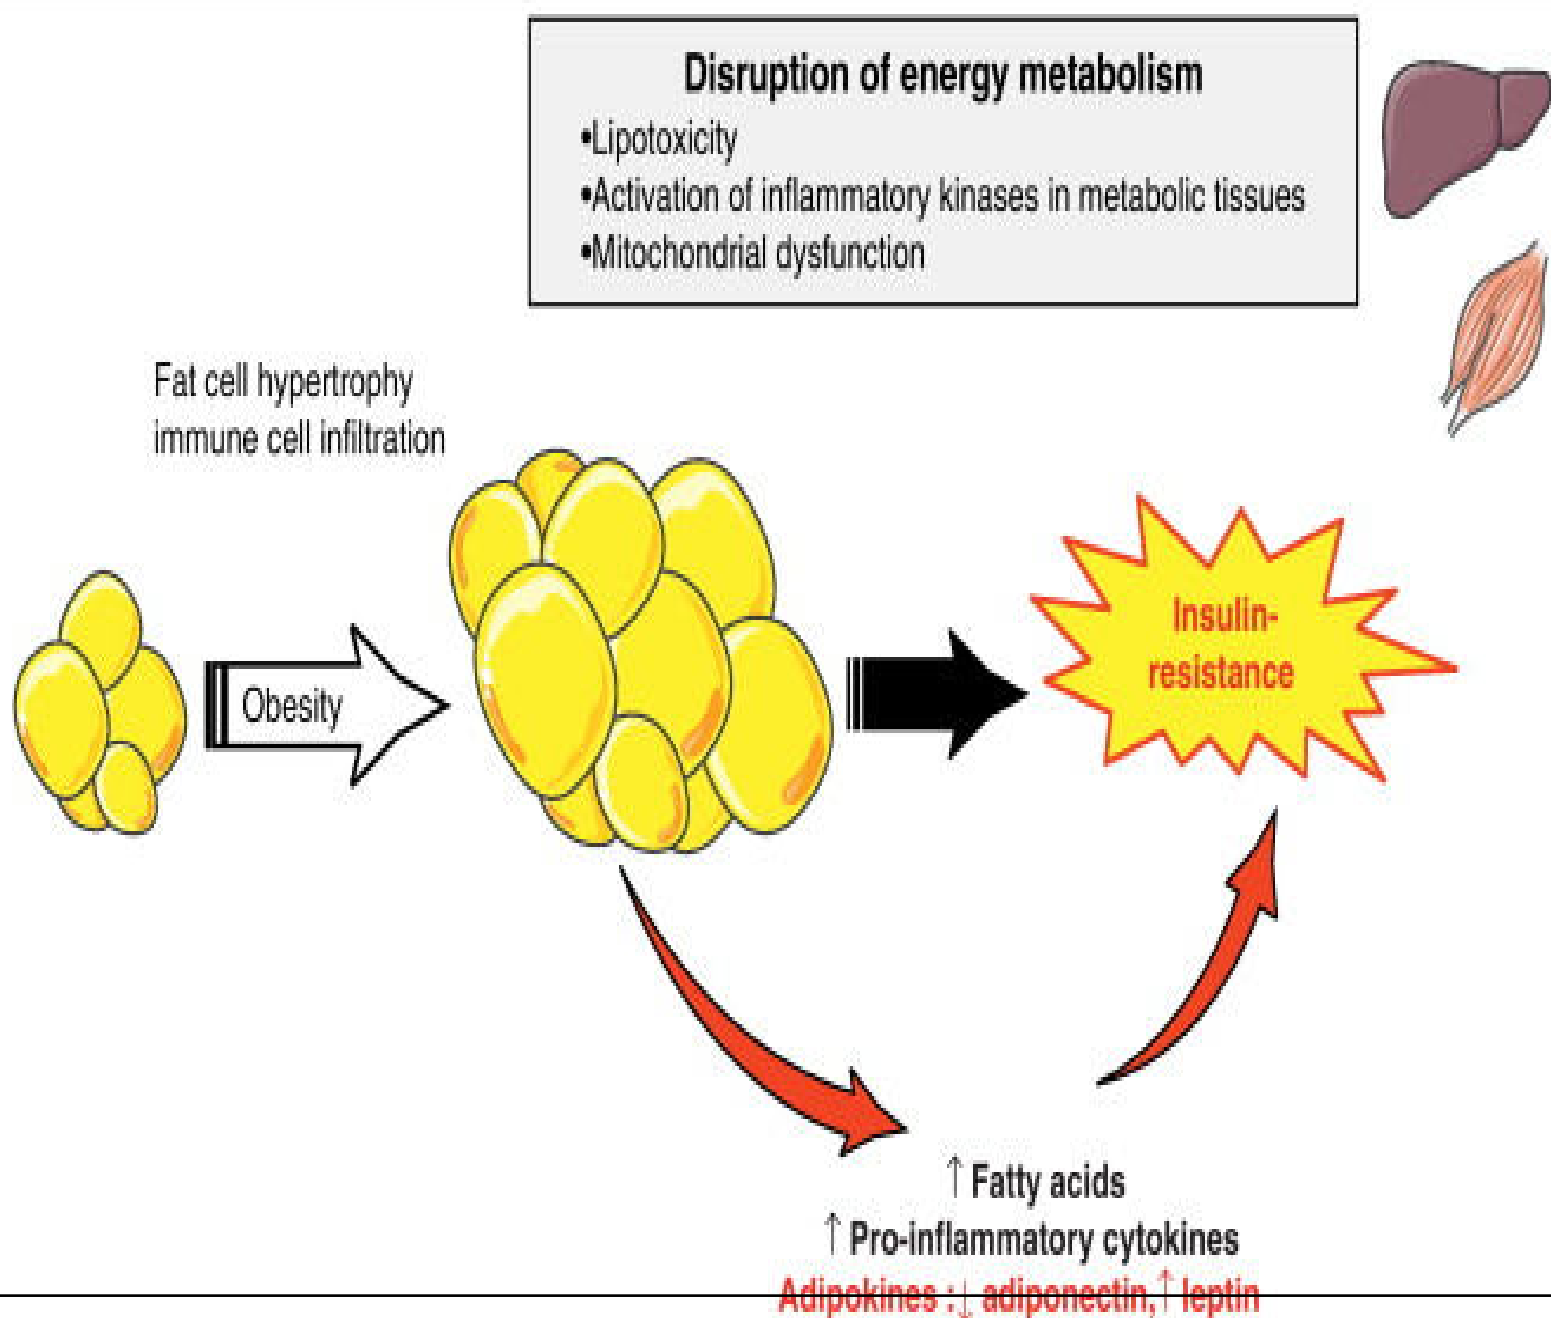 Disruption of energy metabolism
•Lipotoxicity
•Activation of inflammatory kinases in metabolic tissues
•Mitochondrial dysfunction
Fat cell hypertrophy
immune cell infiltration
Obesity
Insulin-
resistance
↑ Fatty acids
↑ Pro-inflammatory cytokines
Adipokines :↓ adiponectin,↑ leptin